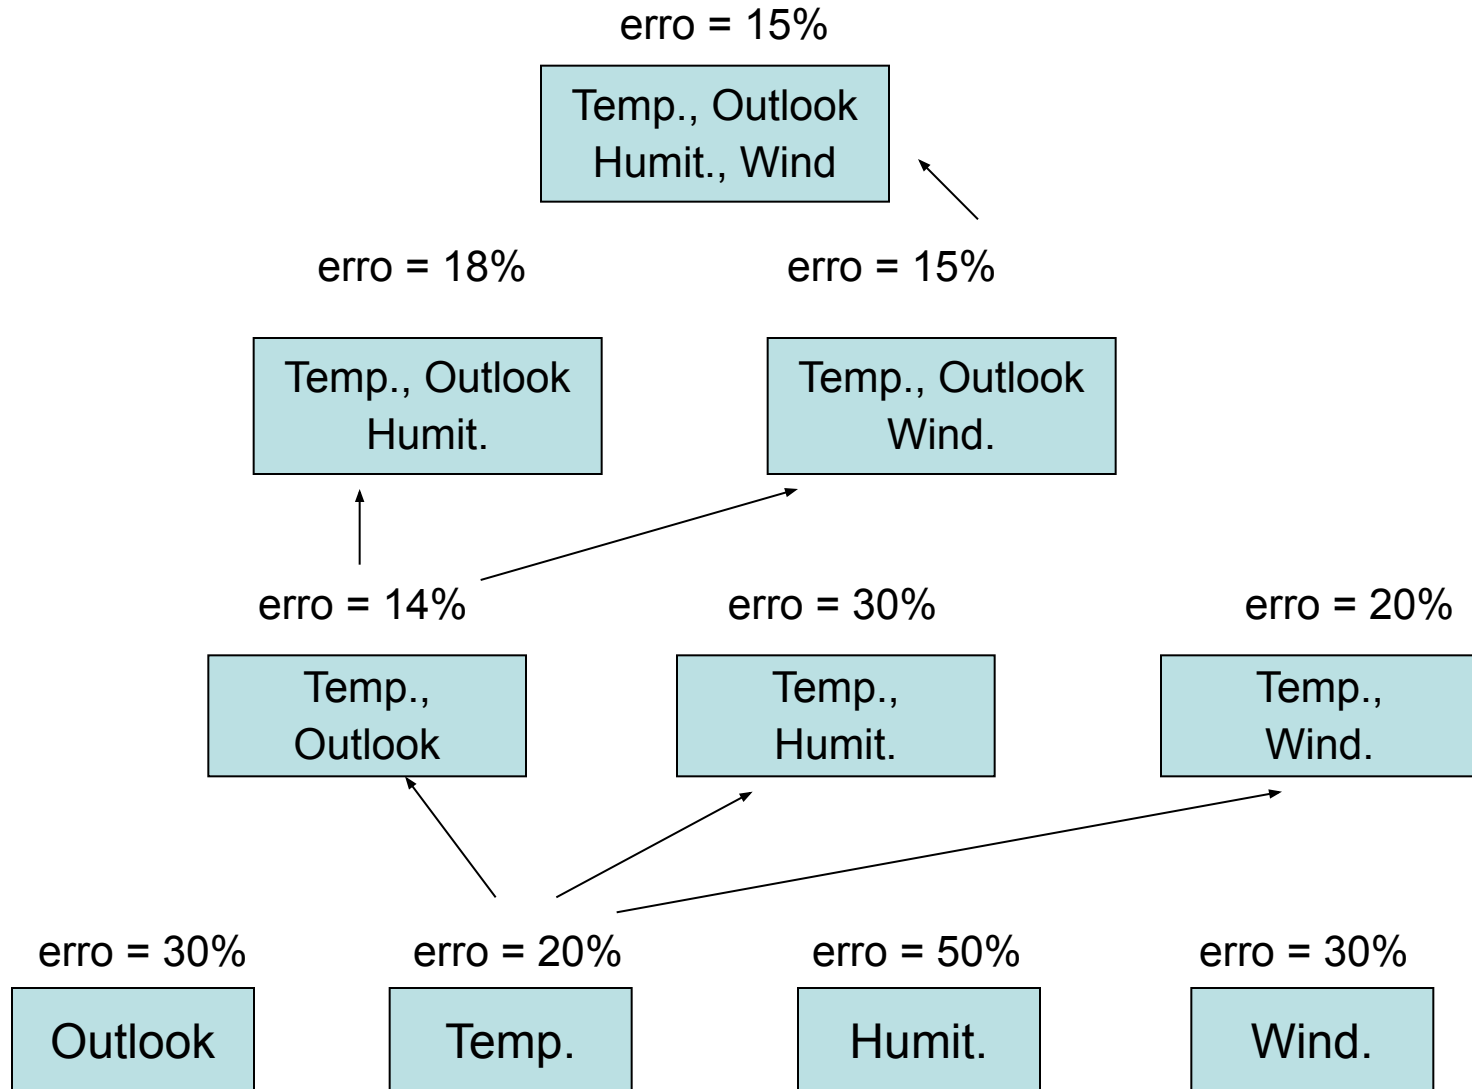 erro = 15%
Temp., Outlook
Humit., Wind
erro = 18%
erro = 15%
Temp., Outlook
Humit.
Temp., Outlook
Wind.
erro = 14%
erro = 30%
erro = 20%
Temp.,
Outlook
Temp.,
Humit.
Temp.,
Wind.
erro = 30%
erro = 20%
erro = 50%
erro = 30%
Outlook
Temp.
Humit.
Wind.